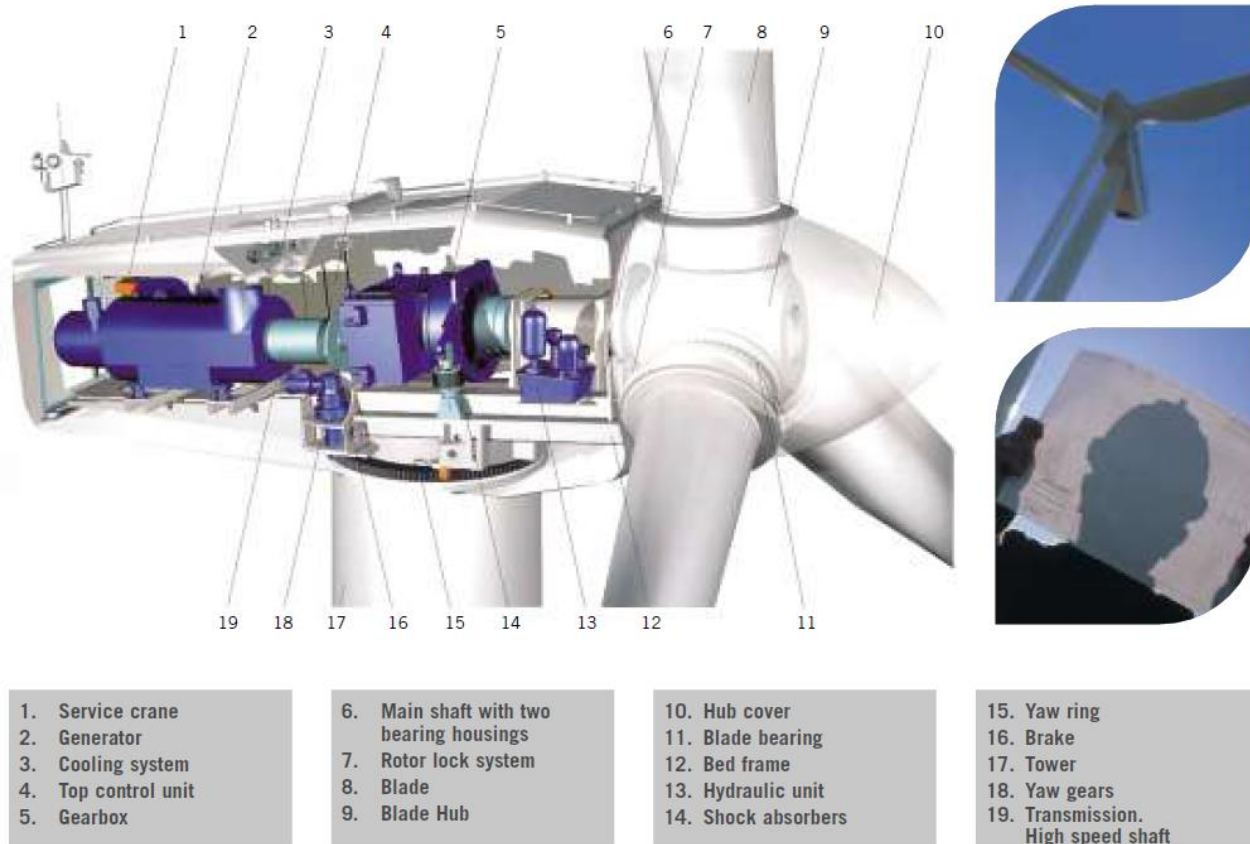 1 2 3 4 5 6 7 8 9 10
19 18 17 16 15 14 13 12 11
1. Service crane
2. Generator
3. Cooling system
4. Top control unit
5. Gearbox
6. Main shaft with two
bearing housings
7. Rotor lock system
8. Blade
9. Blade Hub
10. Hub cover
11. Blade bearing
12. Bed frame
13. Hydraulic unit
14. Shock absorbers
15. Yaw ring
16. Brake
17. Tower
18. Yaw gears
19. Transmission.
High speed shaft